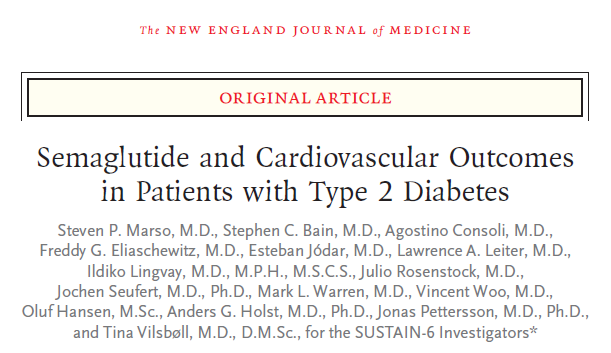 The NEW ENGLAND JOURNAL of MEDICINE
ORIGINAL ARTICLE
Semaglutide and Cardiovascular Outcomes
in Patients with Type 2 Diabetes
Steven P. Marso, M.D., Stephen C. Bain, M.D., Agostino Consoli, M.D.,
Freddy G. Eliaschewitz, M.D., Esteban Jódar, M.D., Lawrence A. Leiter, M.D.,
Ildiko Lingvay, M.D., M.P.H., M.S.C.S., Julio Rosenstock, M.D.,
Jochen Seufert, M.D., Ph.D., Mark L. Warren, M.D., Vincent Woo, M.D.,
Oluf Hansen, M.Sc., Anders G. Holst, M.D., Ph.D., Jonas Pettersson, M.D., Ph.D.,
and Tina Vilsbøll, M.D., D.M.Sc., for the SUSTAIN-6 Investigators*